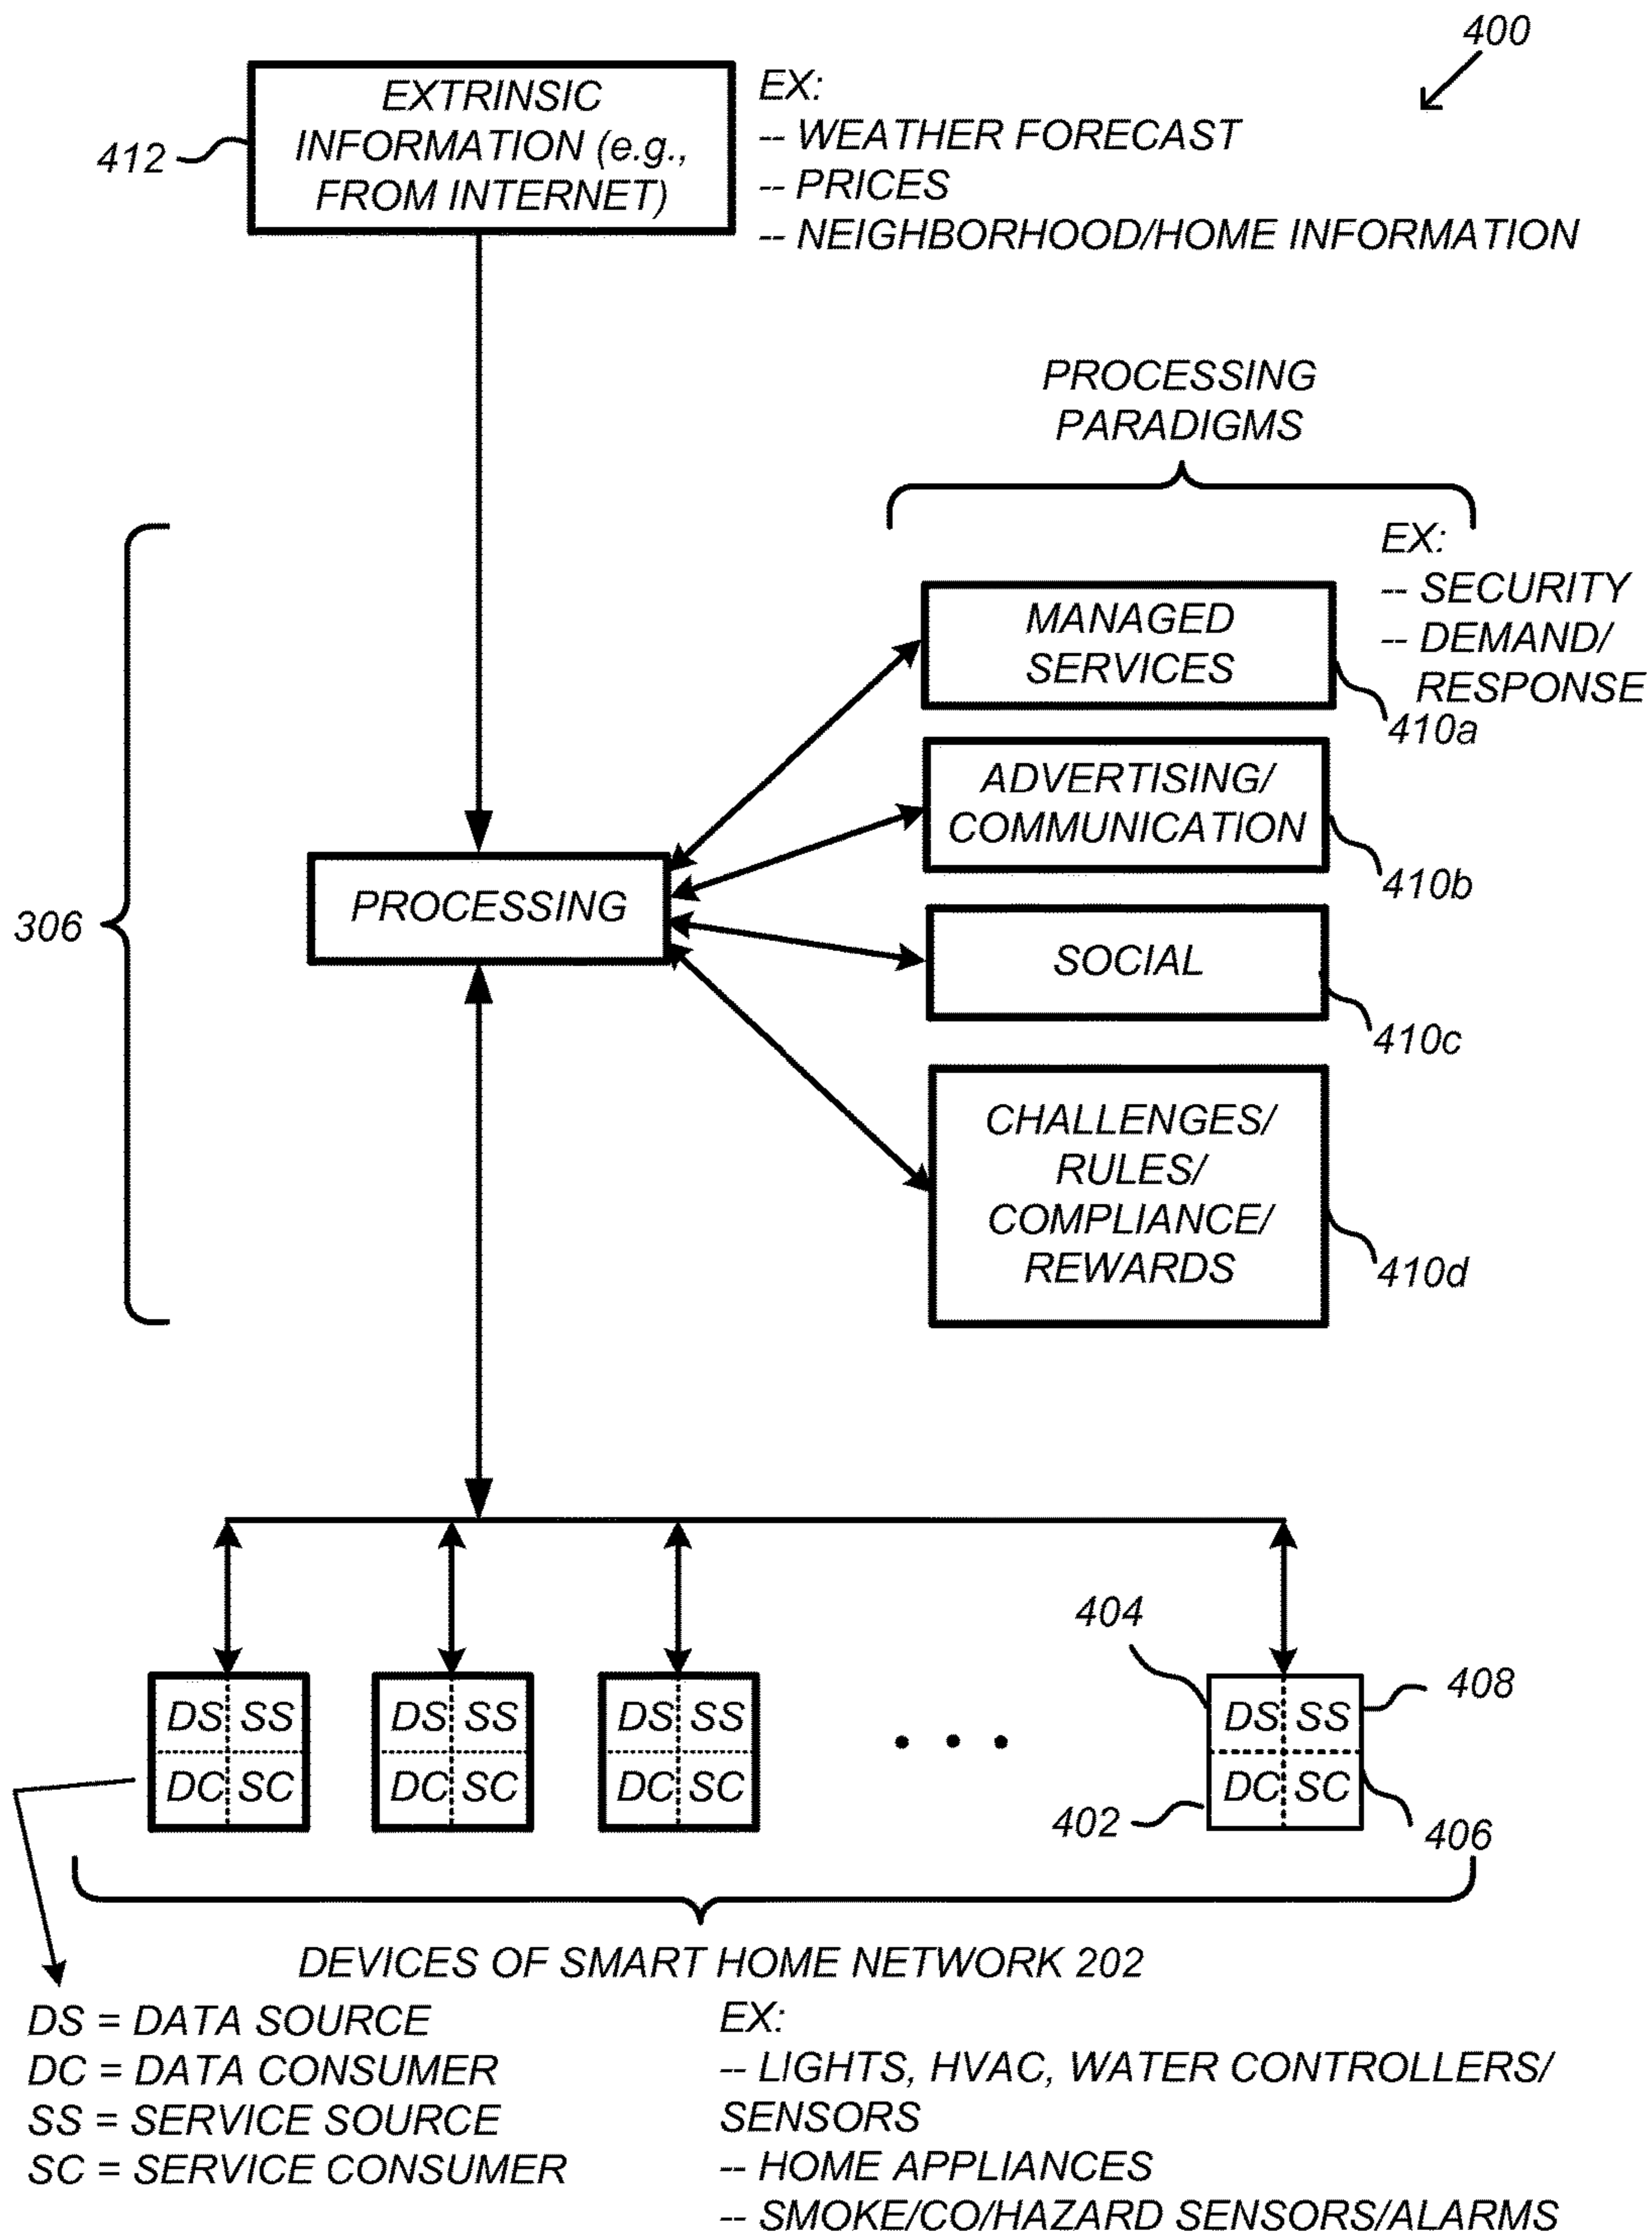 400
EXTRINSIC
INFORMATION (e.g.,
FROM INTERNET)
412
EX:
-- WEATHER FORECAST
-- PRICES
-- NEIGHBORHOOD/HOME INFORMATION
PROCESSING
PARADIGMS
EX:
-- SECURITY
-- DEMAND/
RESPONSE
MANAGED
SERVICES
410a
ADVERTISING/
COMMUNICATION
410b
306
PROCESSING
SOCIAL
410c
CHALLENGES/
RULES/
COMPLIANCE/
REWARDS
410d
404
408
DS SS
DC SC
DS SS
DC SC
DS SS
DC SC
• • •
DS SS
DC SC
402
406
DEVICES OF SMART HOME NETWORK 202
DS = DATA SOURCE
DC = DATA CONSUMER
SS = SERVICE SOURCE
SC = SERVICE CONSUMER
EX:
-- LIGHTS, HVAC, WATER CONTROLLERS/
SENSORS
-- HOME APPLIANCES
-- SMOKE/CO/HAZARD SENSORS/ALARMS